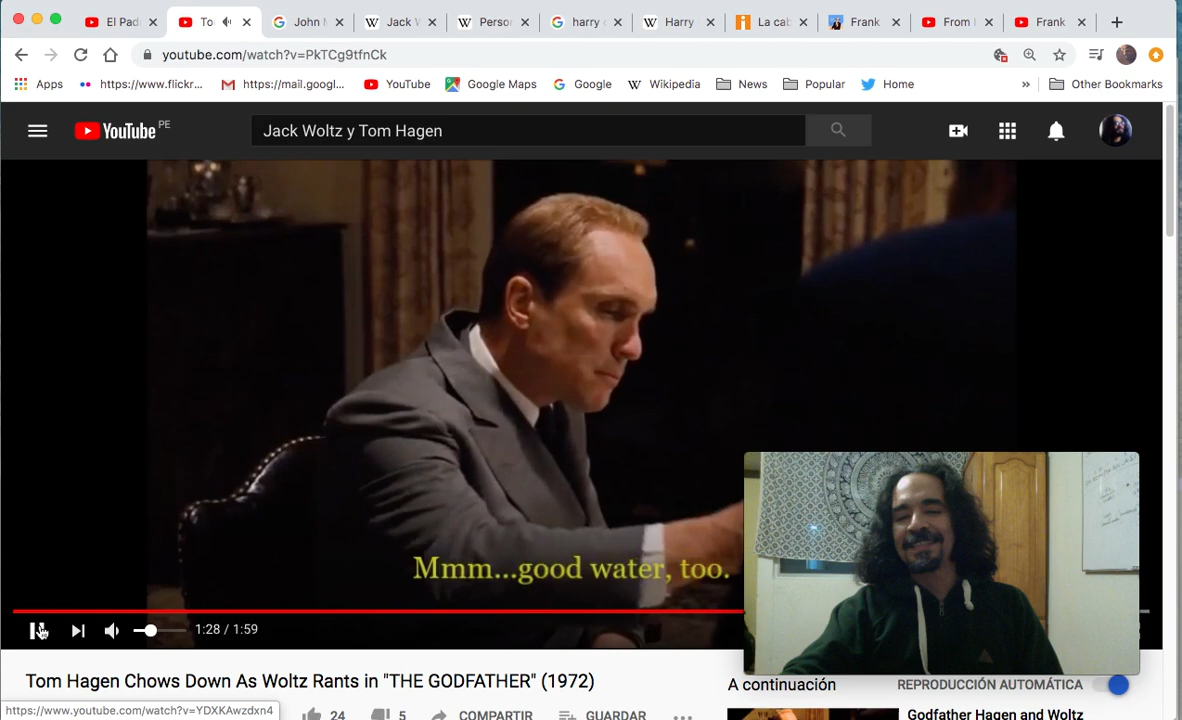 El Pad
To
John M
Jack W
Person
harry c
Harry
La cab
Frank
From I
Frank
youtube.com/watch?v=PkTCg9tfnCk
Apps
https://www.flickr...
https://mail.googl...
YouTube
Google Maps
Google
Wikipedia
News
Popular
Home
»
Other Bookmarks
YouTube PE
Jack Woltz y Tom Hagen
Mmm...good water, too.
1:28 / 1:59
Tom Hagen Chows Down As Woltz Rants in "THE GODFATHER" (1972)
A continuación
REPRODUCCIÓN AUTOMÁTICA
https://www.youtube.com/watch?v=YDXKAwzdxn4
24
5
COMPARTIR
GUARDAR
Godfather Hagen and Woltz